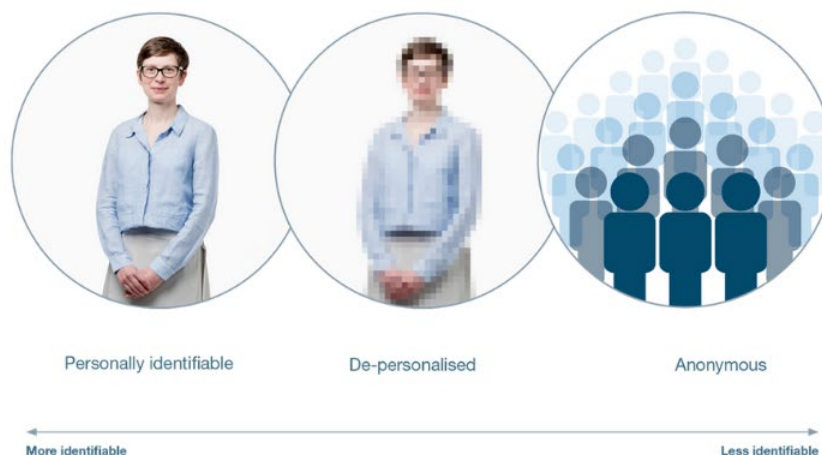 Personally identifiable
De-personalised
Anonymous
More identifiable
Less identifiable